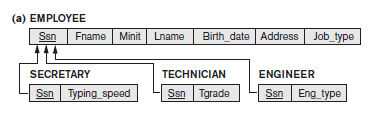 (a) EMPLOYEE
Ssn Fname Minit Lname Birth_date Address Job_type
SECRETARY TECHNICIAN ENGINEER
Ssn Typing_speed Ssn Tgrade Ssn Eng_type